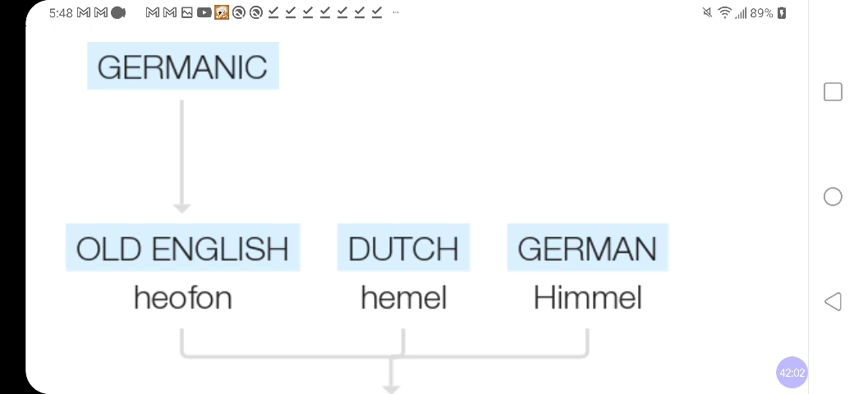 5:48 89%
GERMANIC
OLD ENGLISH DUTCH GERMAN
heofon hemel Himmel
42:02